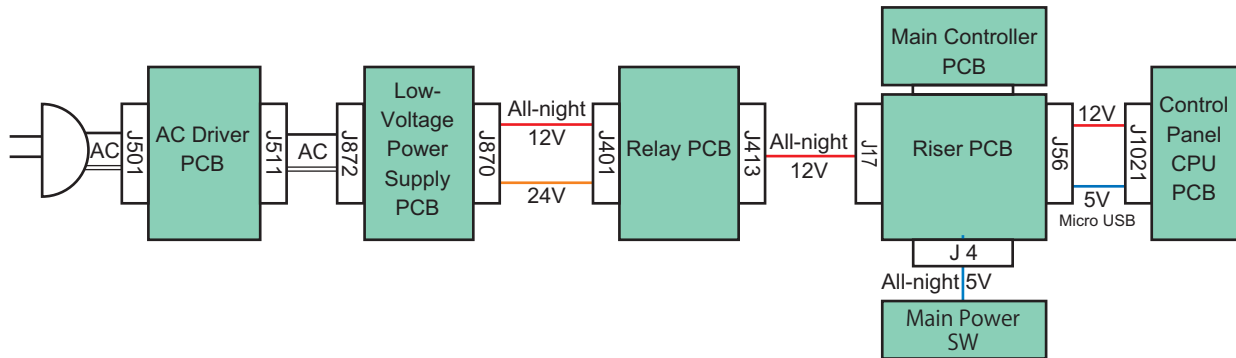 AC
J501
AC Driver
PCB
J511
AC
J872
Low-
Voltage
Power
Supply
PCB
J870
All-night
12V
24V
J401
Relay PCB
J413
All-night
12V
J17
Main Controller
PCB
Riser PCB
J 4
All-night 5V
Main Power
SW
J56
12V
5V
Micro USB
J1021
Control
Panel
CPU
PCB